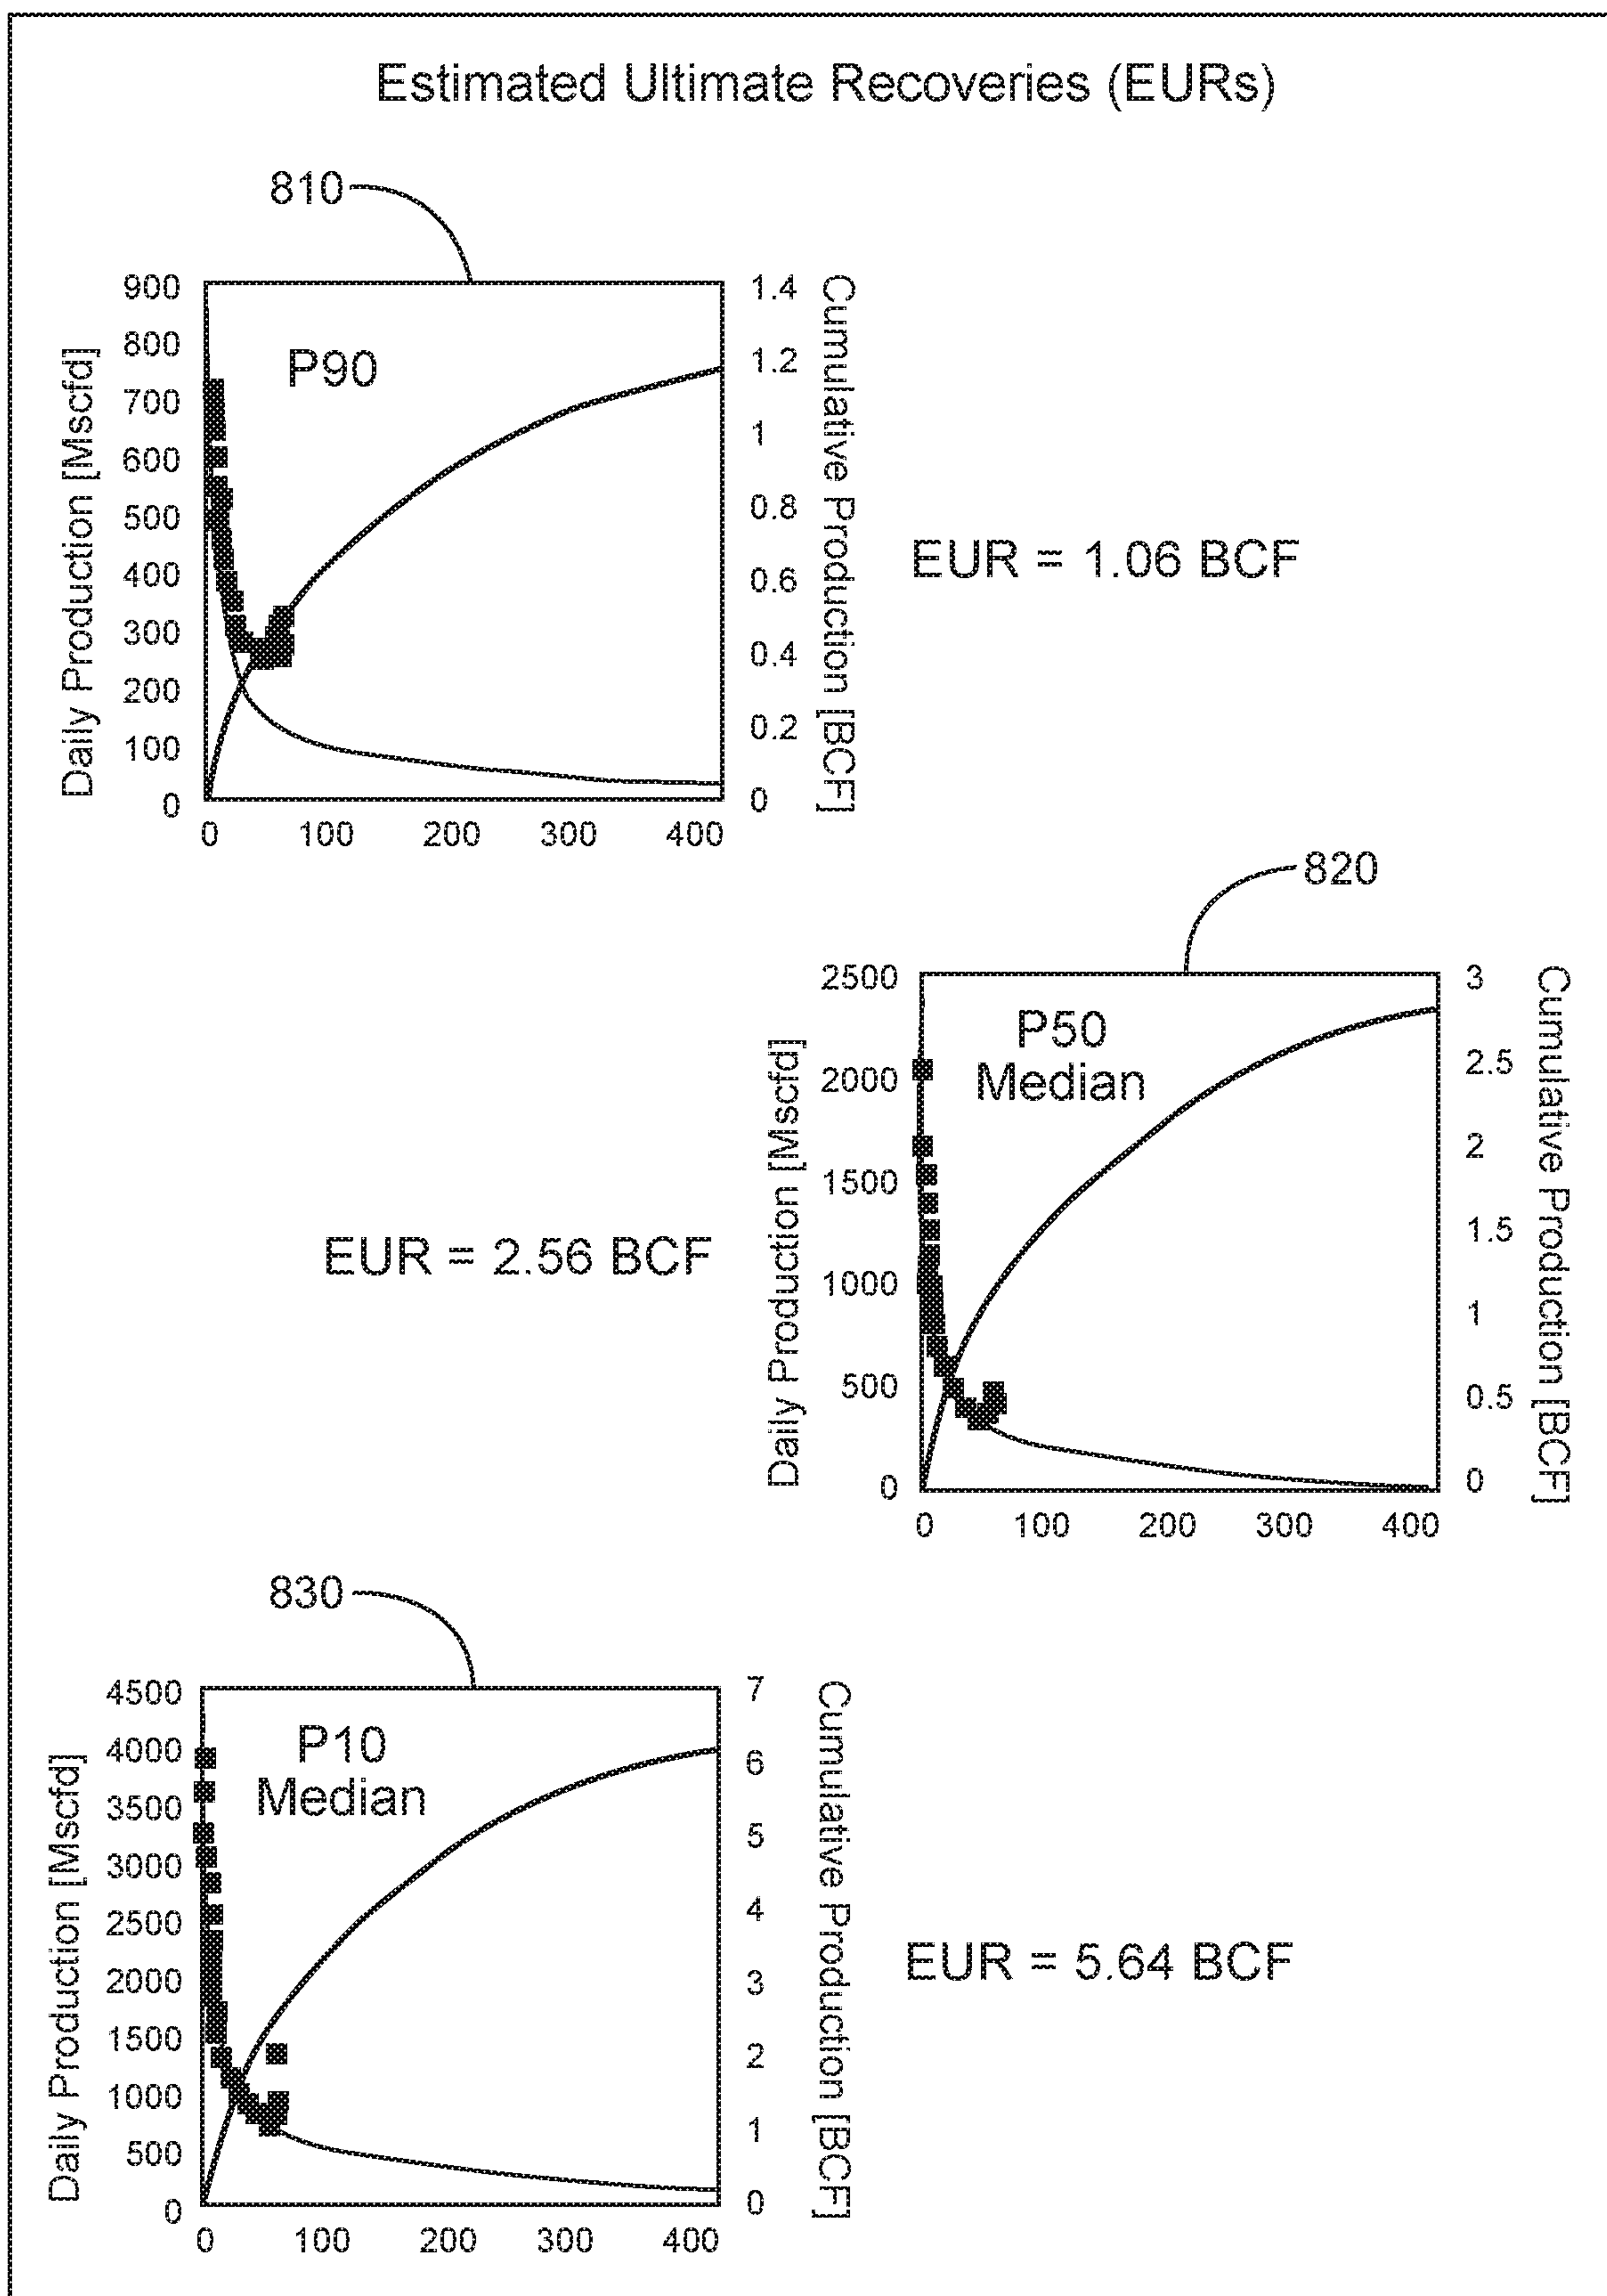 Estimated Ultimate Recoveries (EURs)
810
900
800
700
600
500
400
300
200
100
0
Daily Production [Mscfd]
P90
1.4
1.2
1
0.8
0.6
0.4
0.2
0
Cumulative Production [BCF]
0 100 200 300 400
EUR = 1.06 BCF
820
2500
2000
1500
1000
500
0
Daily Production [Mscfd]
P50
Median
3
2.5
2
1.5
1
0.5
0
Cumulative Production [BCF]
0 100 200 300 400
EUR = 2.56 BCF
830
4500
4000
3500
3000
2500
2000
1500
1000
500
0
Daily Production [Mscfd]
P10
Median
7
6
5
4
3
2
1
0
Cumulative Production [BCF]
0 100 200 300 400
EUR = 5.64 BCF